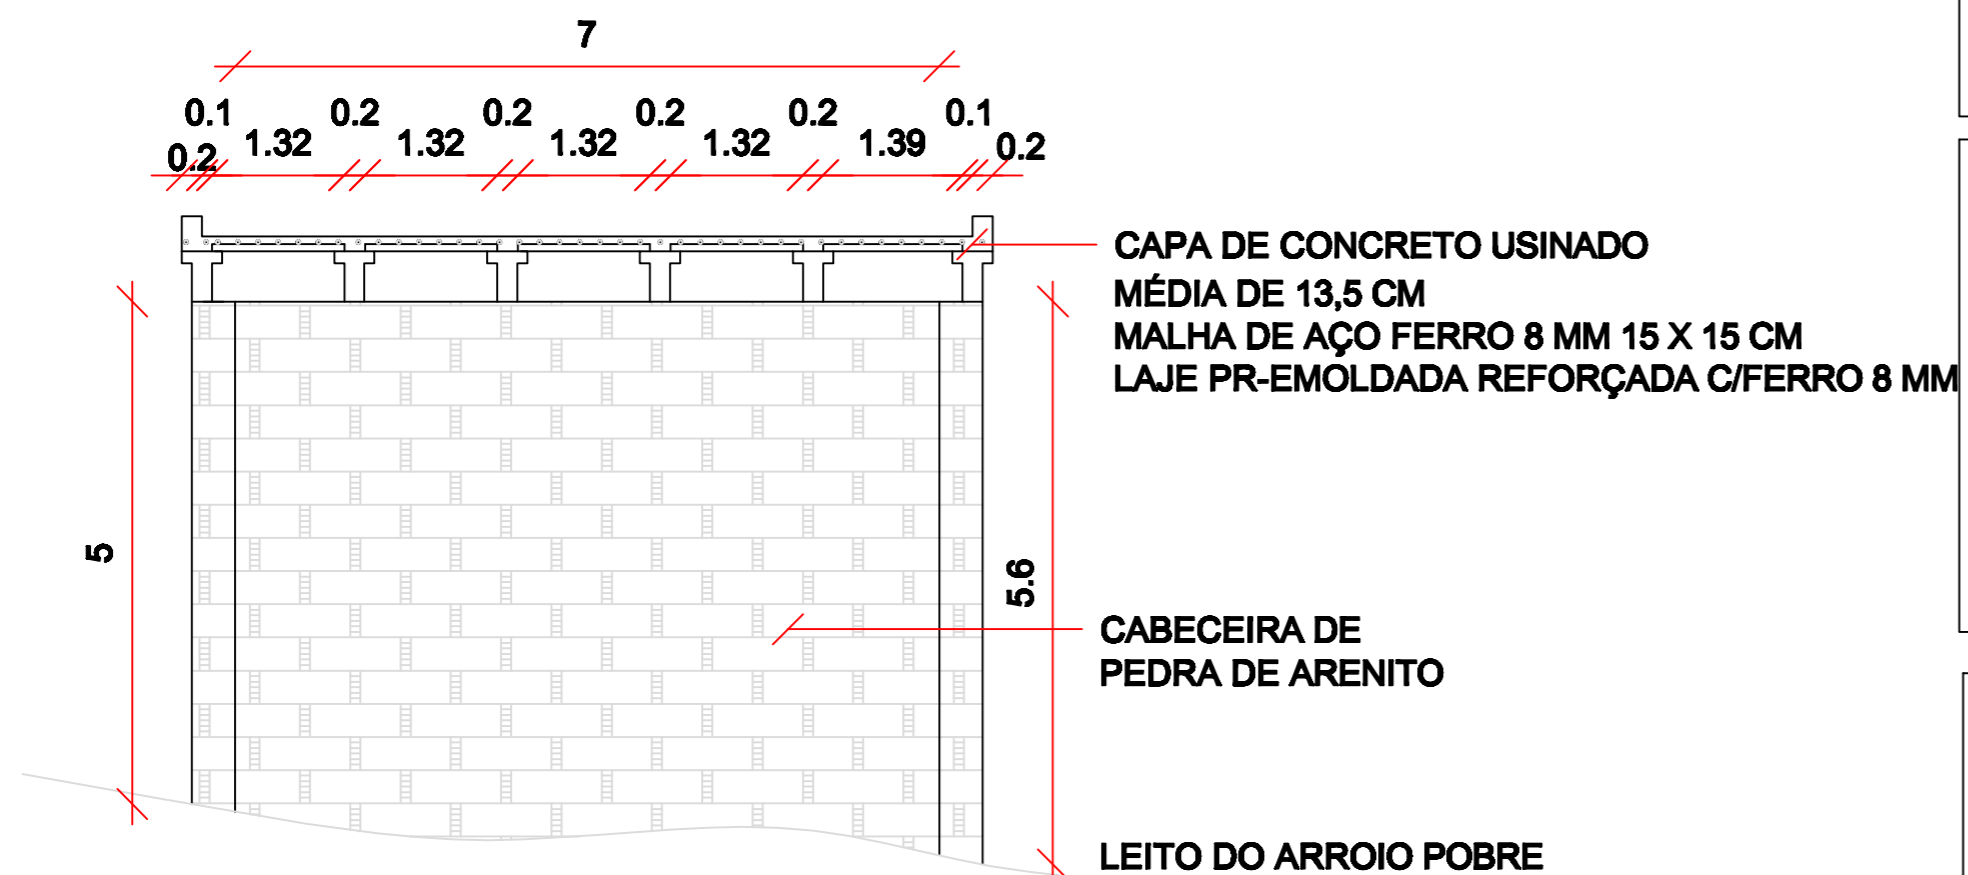 7
0.1 0.2 0.2 0.2 0.2 0.1
0.2 1.32 1.32 1.32 1.32 1.39 0.2
CAPA DE CONCRETO USINADO
MÉDIA DE 13,5 CM
MALHA DE AÇO FERRO 8 MM 15 X 15 CM
LAJE PR-EMOLDADA REFORÇADA C/FERRO 8 MM
5
5.6
CABECEIRA DE
PEDRA DE ARENITO
LEITO DO ARROIO POBRE